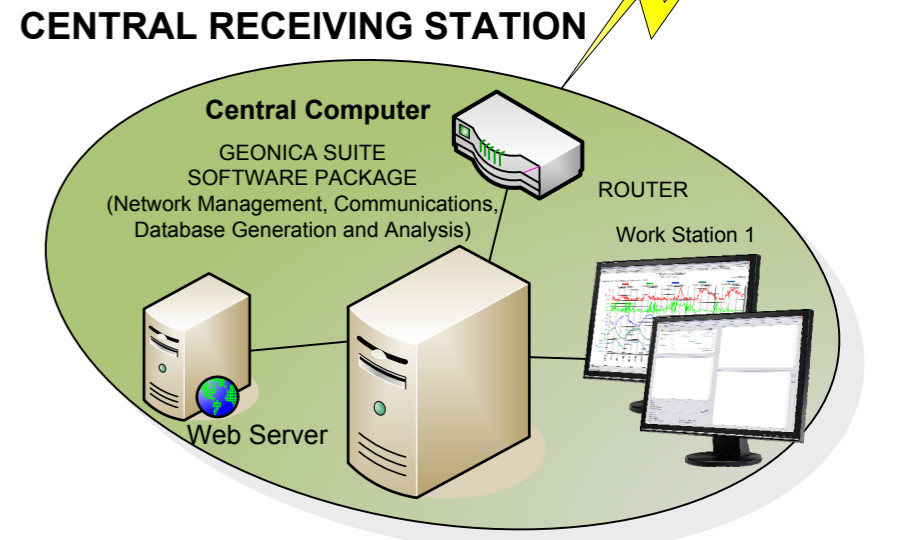 CENTRAL RECEIVING STATION
Central Computer
GEONICA SUITE
SOFTWARE PACKAGE
(Network Management, Communications,
Database Generation and Analysis)
ROUTER
Work Station 1
Web Server